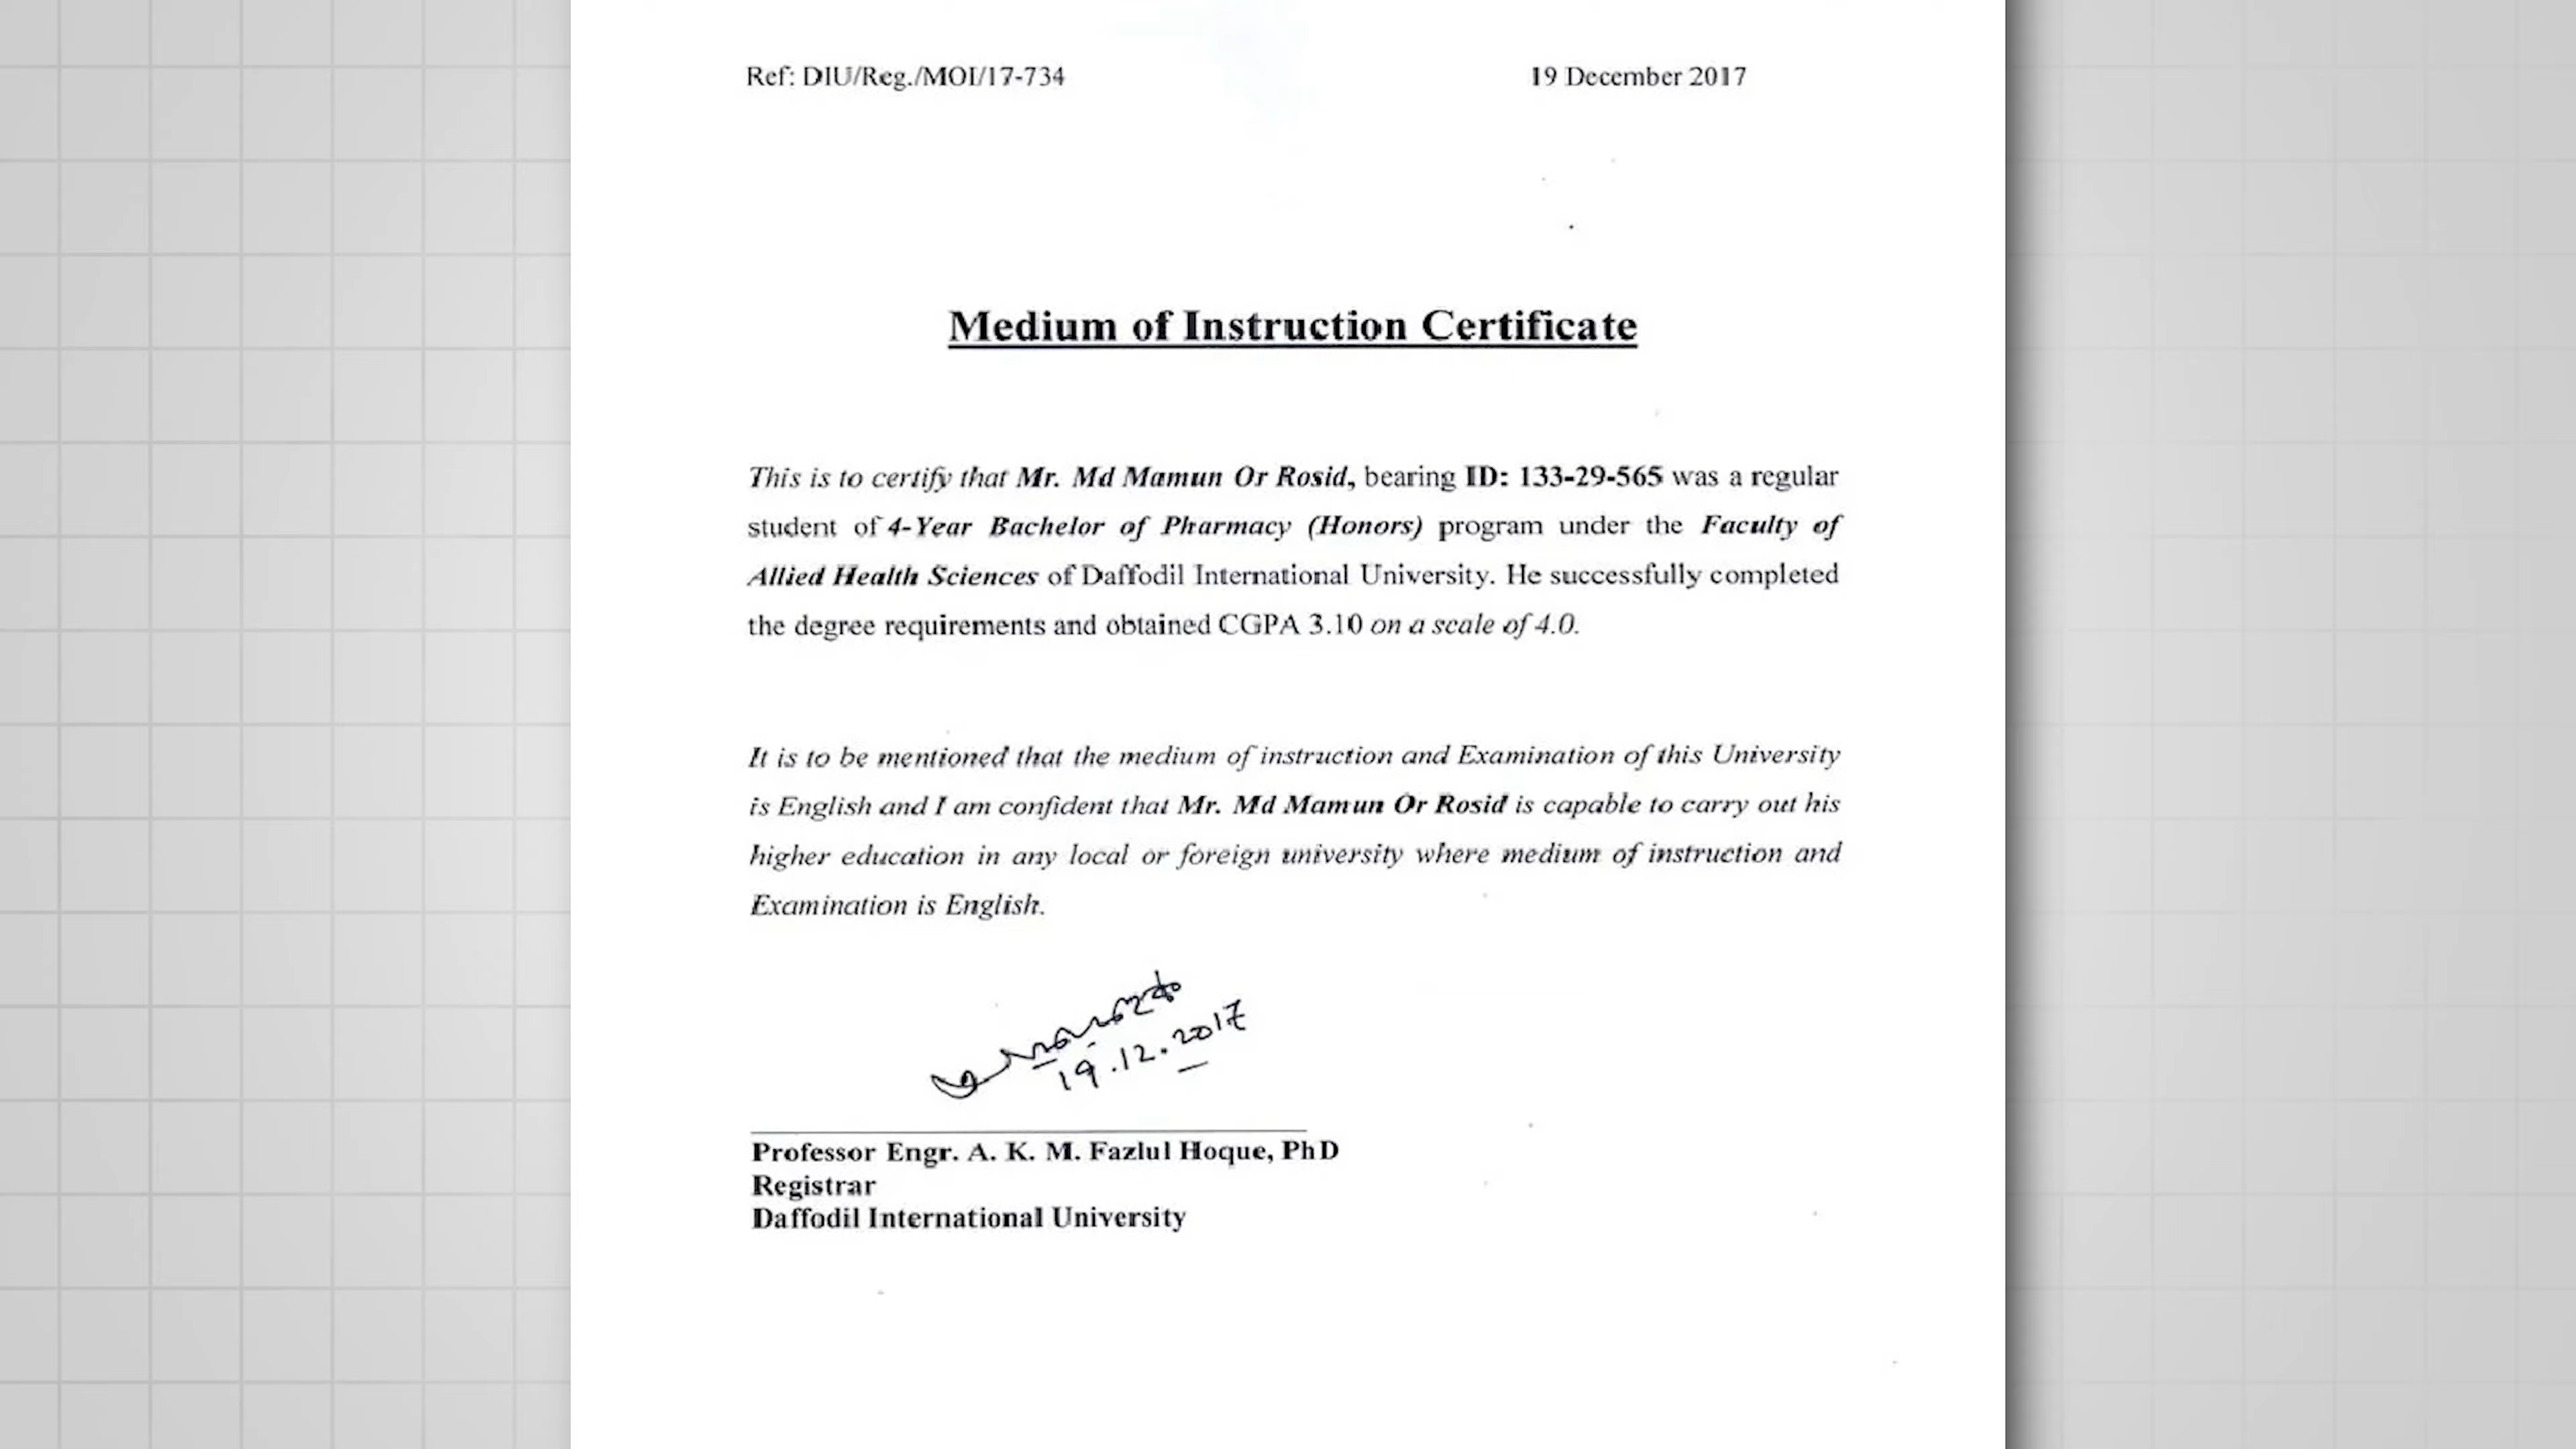 Ref: DIU/Reg./MOI/17-734 19 December 2017
Medium of Instruction Certificate
This is to certify that Mr. Md Mamun Or Rosid, bearing ID: 133-29-565 was a regular
student of 4-Year Bachelor of Pharmacy (Honors) program under the Faculty of
Allied Health Sciences of Daffodil International University. He successfully completed
the degree requirements and obtained CGPA 3.10 on a scale of 4.0.
It is to be mentioned that the medium of instruction and Examination of this University
is English and I am confident that Mr. Md Mamun Or Rosid is capable to carry out his
higher education in any local or foreign university where medium of instruction and
Examination is English.
19.12.2017
Professor Engr. A. K. M. Fazlul Hoque, PhD
Registrar
Daffodil International University